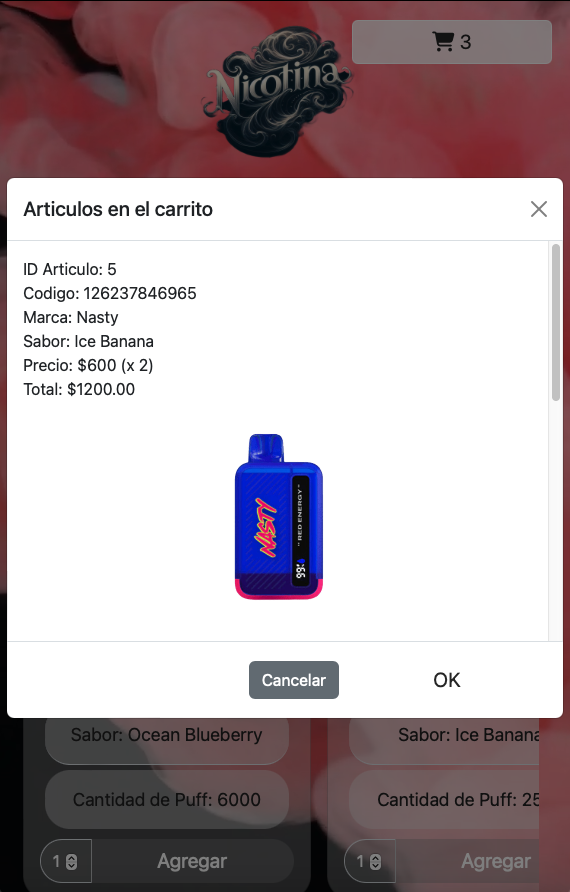 Nicotina
3
Articulos en el carrito
ID Articulo: 5
Codigo: 126237846965
Marca: Nasty
Sabor: Ice Banana
Precio: $600 (x 2)
Total: $1200.00
NASTY
" RED ENERGY "
99%
Cancelar
OK
Sabor: Ocean Blueberry
Sabor: Ice Banana
Cantidad de Puff: 6000
Cantidad de Puff: 25
1
Agregar
1
Agregar